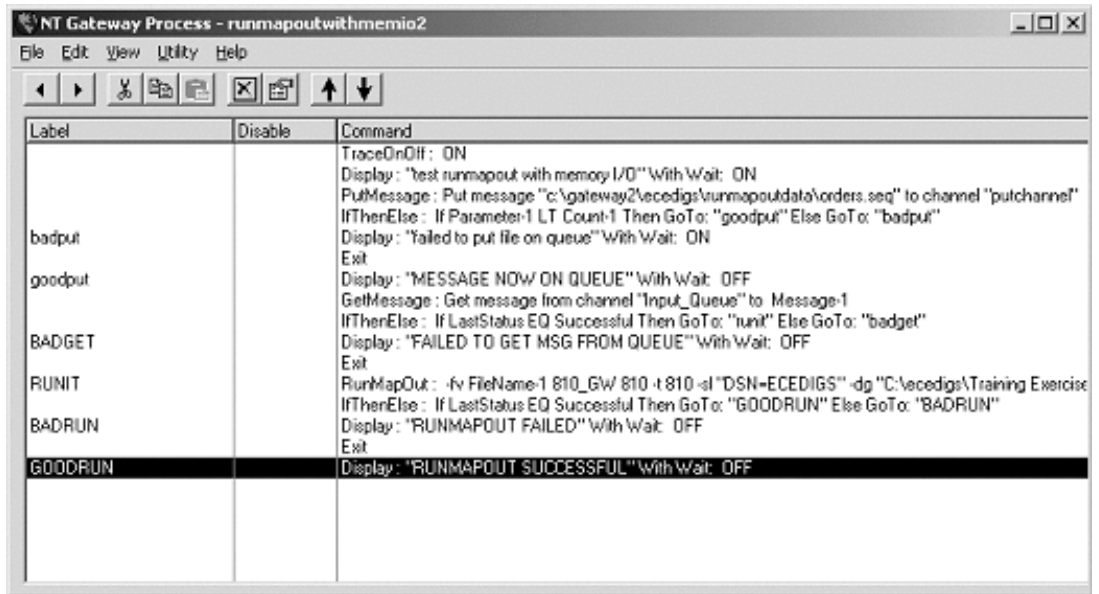 NT Gateway Process - runmapoutwithmemio2
File Edit View Utility Help
Label Disable Command
TraceOnOff : ON
Display : "test runmapout with memory I/O" With Wait: ON
PutMessage : Put message "c:\gateway2\ecedigs\runmapoutdata\orders.seq" to channel "putchannel"
IfThenElse : If Parameter-1 LT Count-1 Then GoTo: "goodput" Else GoTo: "badput"
badput Display : "failed to put file on queue" With Wait: ON
Exit
goodput Display : "MESSAGE NOW ON QUEUE" With Wait: OFF
GetMessage : Get message from channel "Input_Queue" to Message-1
IfThenElse : If LastStatus EQ Successful Then GoTo: "runit" Else GoTo: "badget"
BADGET Display : "FAILED TO GET MSG FROM QUEUE" With Wait: OFF
Exit
RUNIT RunMapOut : -fv FileName-1 810_GW 810 -t 810 -sl "DSN=ECEDIGS" -dg "C:\ecedigs\Training Exercise
IfThenElse : If LastStatus EQ Successful Then GoTo: "GOODRUN" Else GoTo: "BADRUN"
BADRUN Display : "RUNMAPOUT FAILED" With Wait: OFF
Exit
GOODRUN Display : "RUNMAPOUT SUCCESSFUL" With Wait: OFF